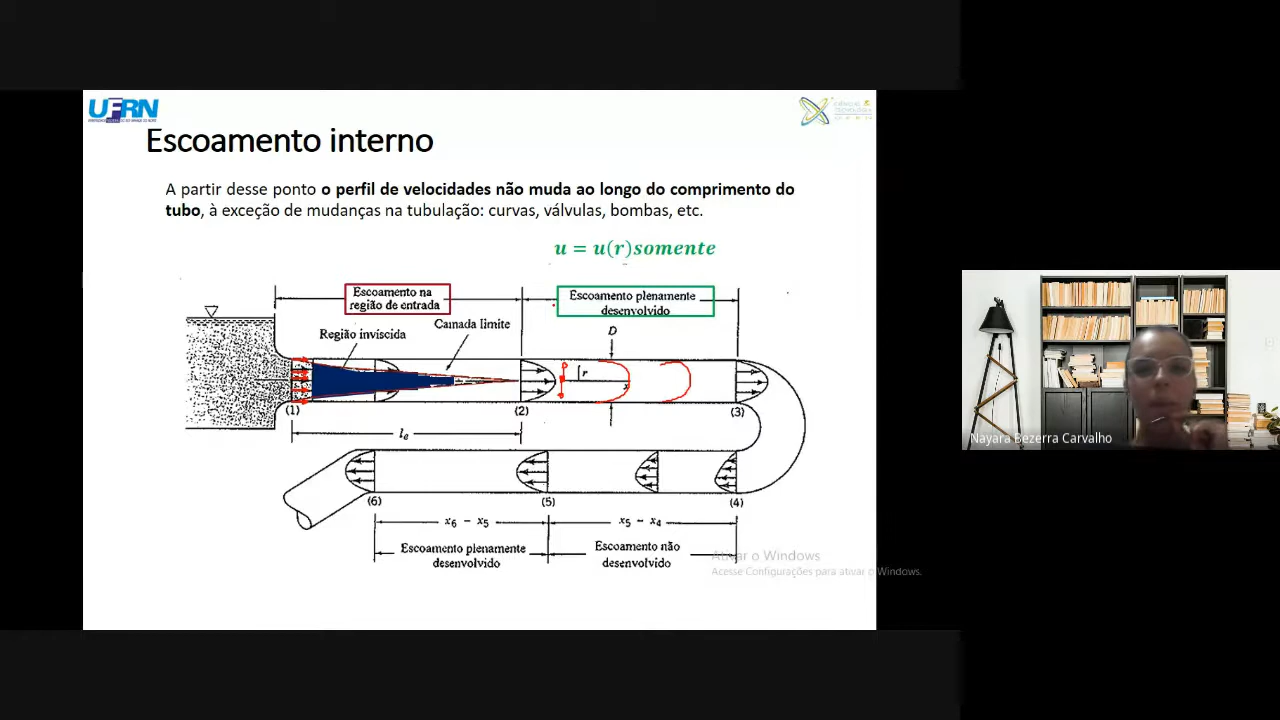 UFRN
Escoamento interno
A partir desse ponto o perfil de velocidades não muda ao longo do comprimento do
tubo, à exceção de mudanças na tubulação: curvas, válvulas, bombas, etc.
u = u(r)somente
Escoamento na
região de entrada
Escoamento plenamente
desenvolvido
Região invíscida
Camada limite
D
r
x
(1)
(2)
(3)
le
(6)
(5)
(4)
x6 − x5
x5 − x4
Escoamento plenamente
desenvolvido
Escoamento não
desenvolvido
Ativar o Windows
Acesse Configurações para ativar o Windows.
Nayara Bezerra Carvalho